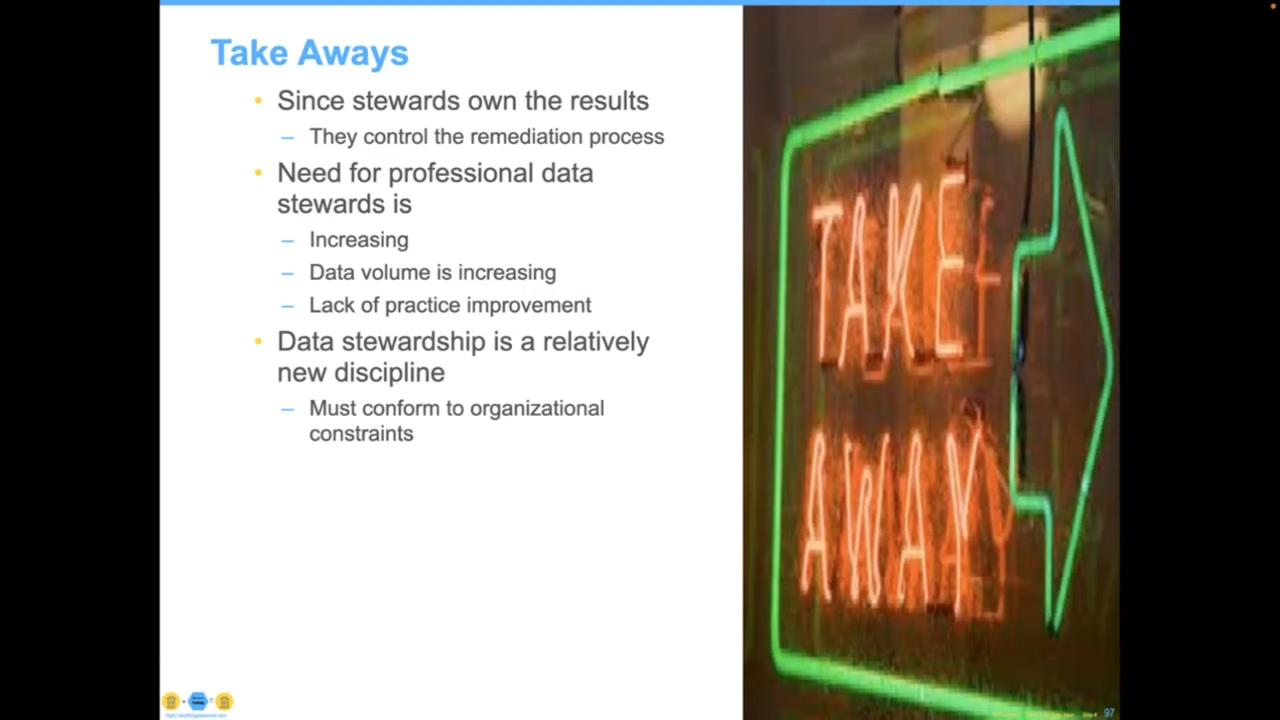 Take Aways
• Since stewards own the results
– They control the remediation process
• Need for professional data
stewards is
– Increasing
– Data volume is increasing
– Lack of practice improvement
• Data stewardship is a relatively
new discipline
– Must conform to organizational
constraints
TAKE
AWAY
97